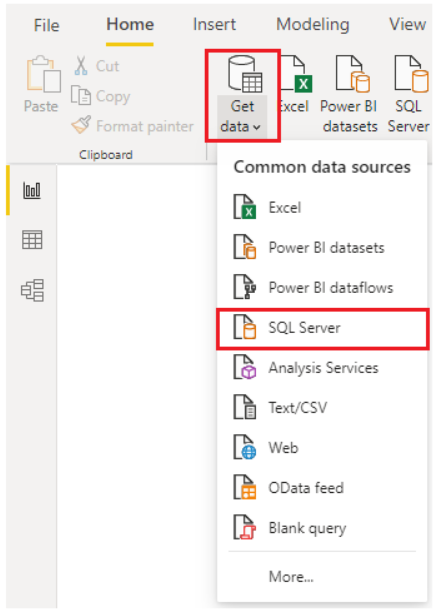 File Home Insert Modeling View
Paste
Cut
Copy
Format painter
Clipboard
Get data
Excel
Power BI datasets
SQL Server
Common data sources
Excel
Power BI datasets
Power BI dataflows
SQL Server
Analysis Services
Text/CSV
Web
OData feed
Blank query
More...